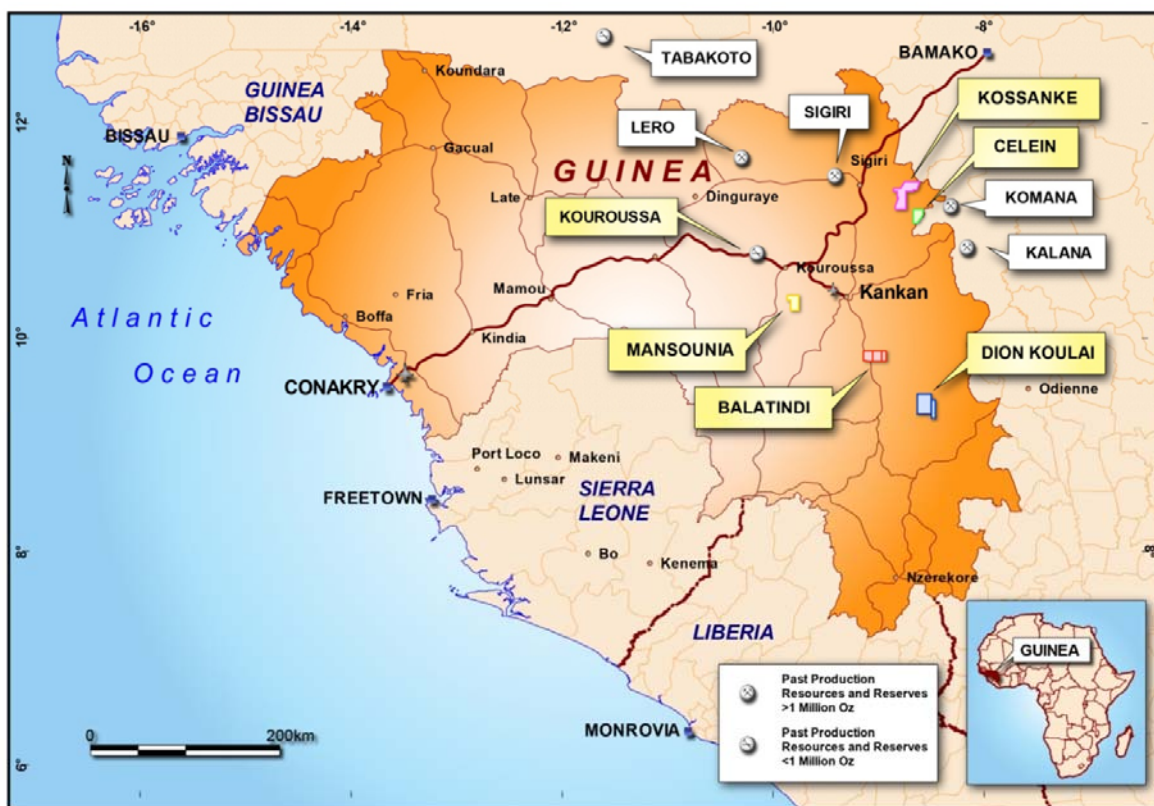 -16°
-14°
-12°
-10°
-8°
TABAKOTO
BAMAKO
Koundara
GUINEA
BISSAU
KOSSANKE
SIGIRI
12°
LERO
BISSAU
CELEIN
N
Gacual
GUINEA
Sigiri
Late
Dinguraye
KOMANA
KOUROUSSA
KALANA
Kouroussa
Mamou
Fria
Kankan
Atlantic
Ocean
Boffa
10°
Kindia
MANSOUNIA
DION KOULAI
CONAKRY
Odienne
BALATINDI
Port Loco
Makeni
Lunsar
SIERRA
LEONE
FREETOWN
8°
Bo
8°
Kenema
Nzerekore
LIBERIA
GUINEA
Past Production
Resources and Reserves
>1 Million Oz
MONROVIA
0
200km
Past Production
Resources and Reserves
<1 Million Oz
6°